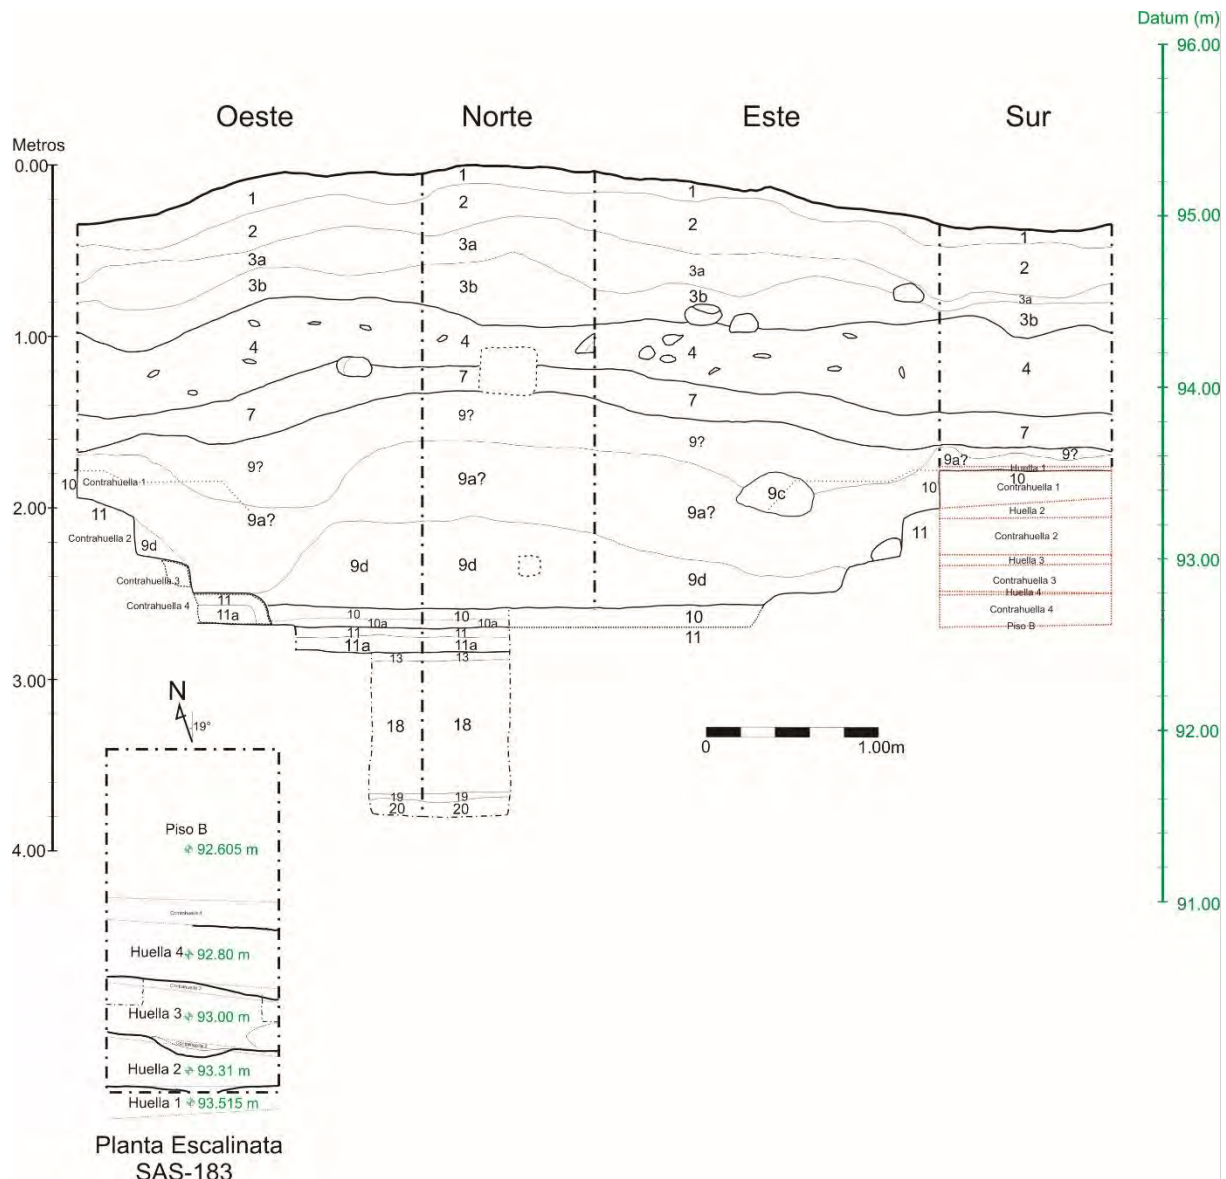 Datum (m)
96.00
Oeste
Norte
Este
Sur
Metros
0.00
1
1
1
1
2
2
2
2
95.00
3a
3a
3a
3a
3b
3b
3b
3b
1.00
4
4
4
4
94.00
7
7
7
7
9?
9?
9?
9?
9a?
9a?
9a?
9a?
9c
10
10
10
Contrahuella 1
Huella 1
Contrahuella 1
2.00
11
11
Huella 2
Contrahuella 2
Contrahuella 2
9d
9d
9d
9d
Huella 3
93.00
Contrahuella 3
Contrahuella 3
Huella 4
Contrahuella 4
Contrahuella 4
Piso B
11
11a
10
10
10
10a
10a
11
11
11
11a
11a
13
13
3.00
18
18
19
19
20
20
4.00
92.00
91.00
0
1.00m
N
19°
Piso B
92.605 m
Contrahuella 4
Huella 4
92.80 m
Contrahuella 3
Huella 3
93.00 m
Contrahuella 2
Huella 2
93.31 m
Huella 1
93.515 m
Planta Escalinata
SAS-183